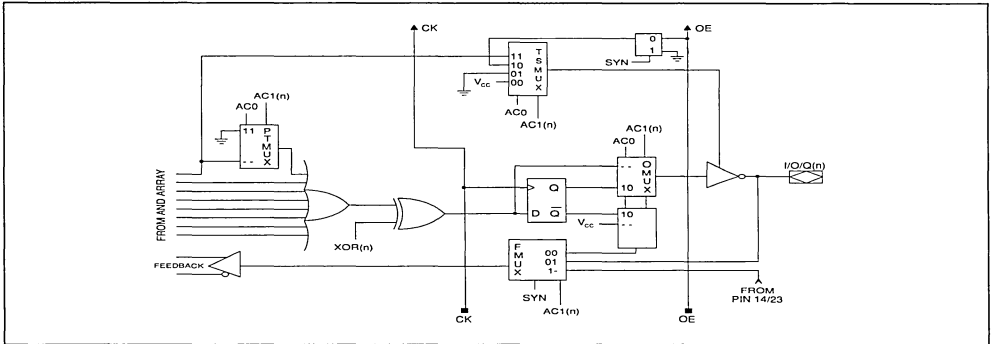 CK
OE
11
10
01
00
T
S
M
U
X
VCC
AC0
AC1(n)
0
1
SYN
AC0
AC1(n)
11
--
P
T
M
U
X
FROM AND ARRAY
XOR(n)
D
Q
Q̅
AC0
AC1(n)
--
10
O
M
U
X
10
--
VCC
I/O/Q(n)
FEEDBACK
F
M
U
X
00
01
1-
SYN
AC1(n)
FROM
PIN 14/23
CK
OE